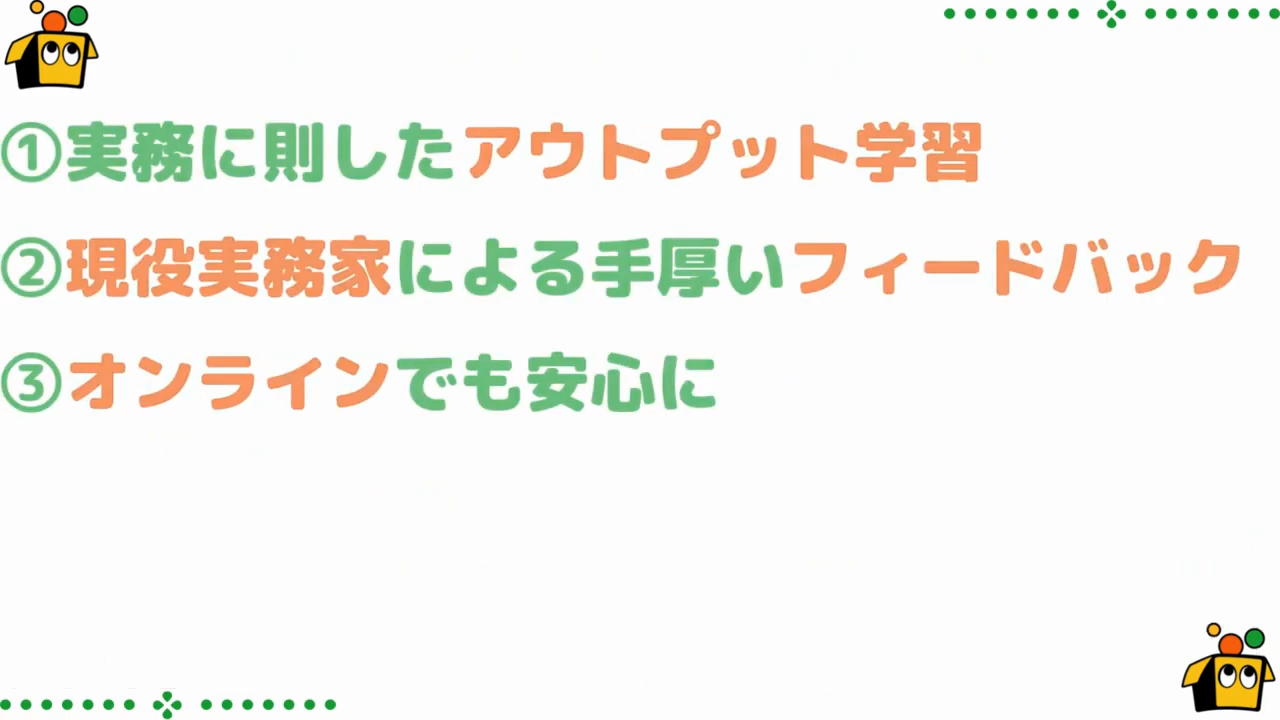 ①実務に則したアウトプット学習
②現役実務家による手厚いフィードバック
③オンラインでも安心に